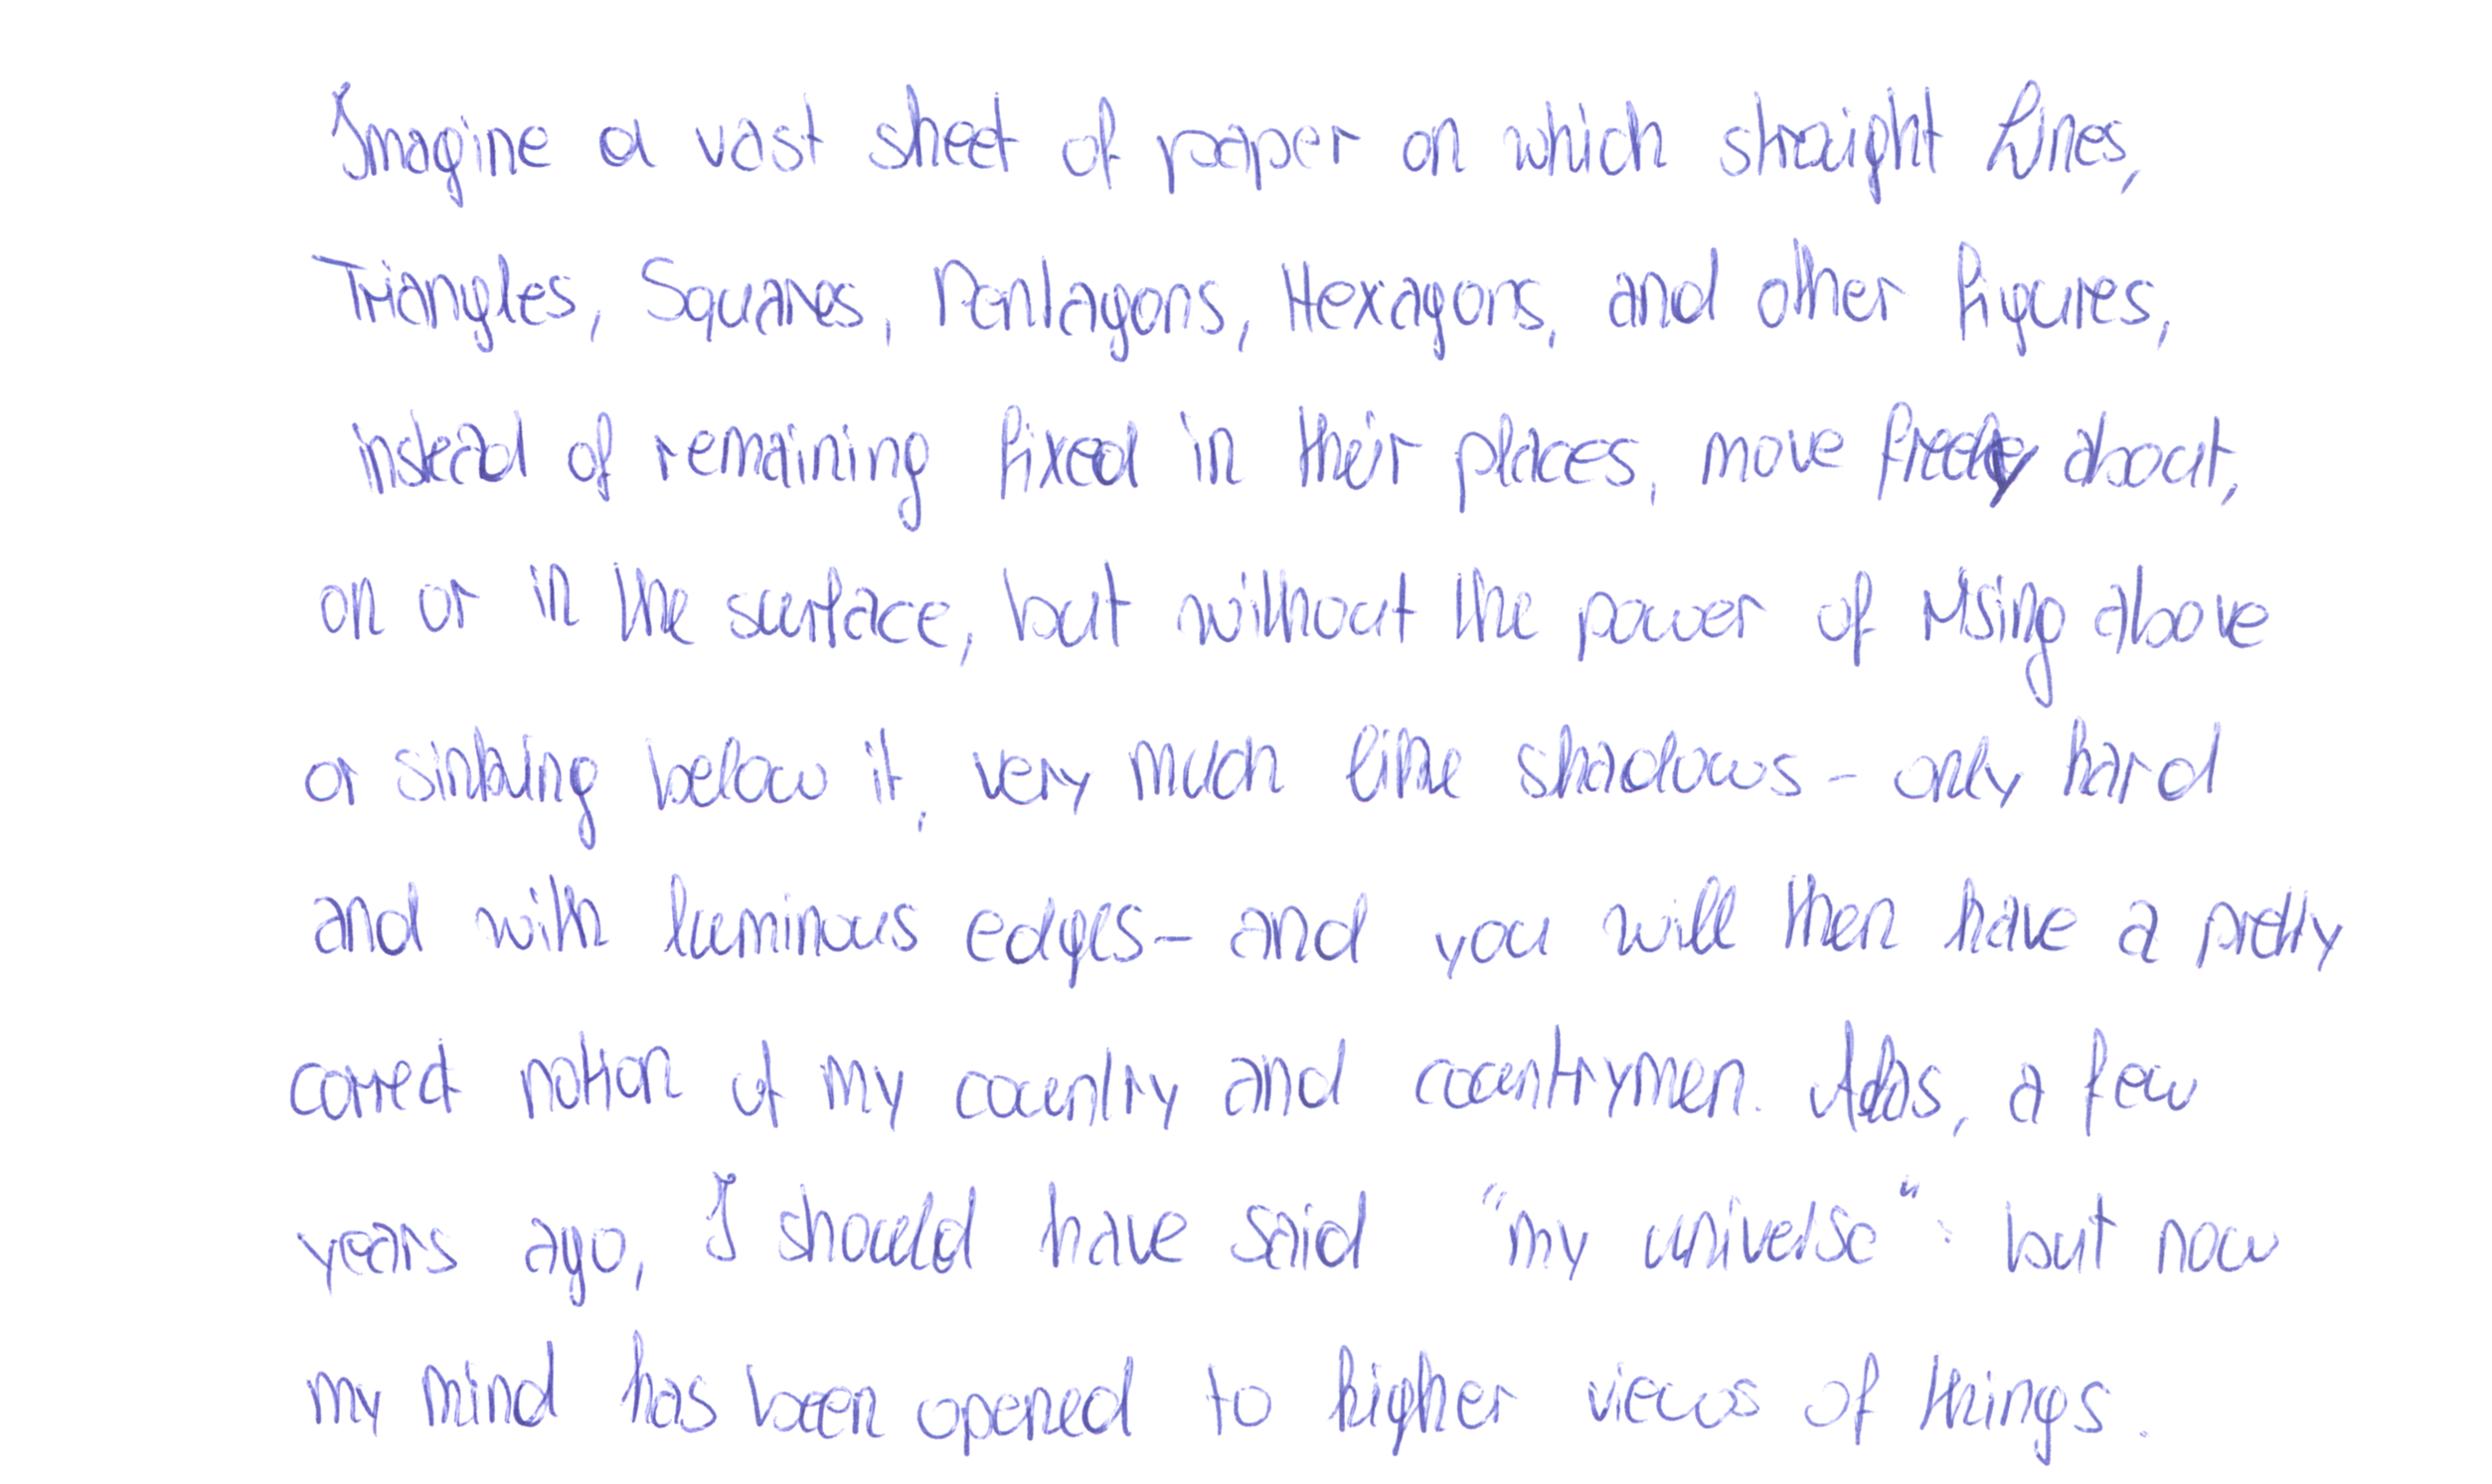 Imagine a vast sheet of paper on which straight Lines,
Triangles, Squares, Pentagons, Hexagons, and other figures,
instead of remaining fixed in their places, move freely about,
on or in the surface, but without the power of rising above
or sinking below it, very much like shadows - only hard
and with luminous edges - and you will then have a pretty
correct notion of my country and countrymen. Alas, a few
years ago, I should have said "my universe": but now
my mind has been opened to higher views of things.